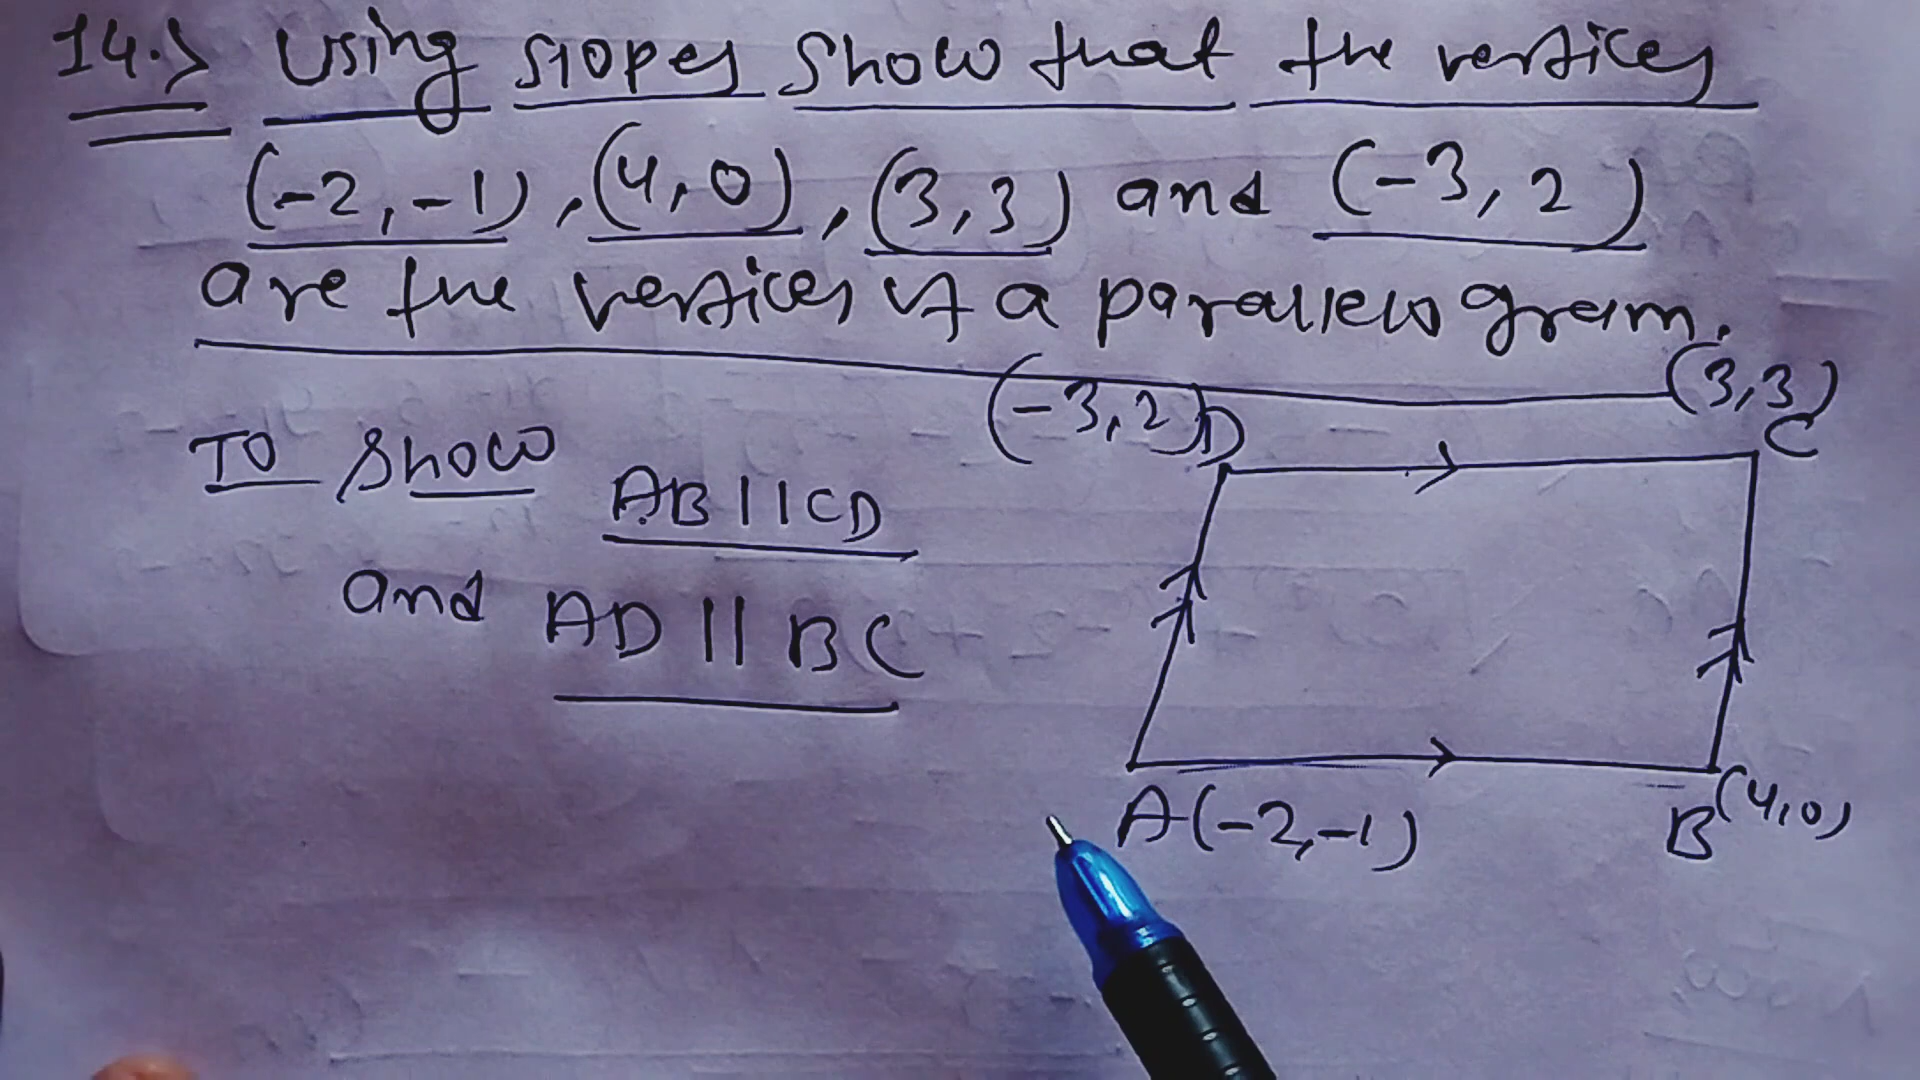 14.> Using slopes show that the vertices
(-2,-1), (4,0), (3,3) and (-3,2)
are the vertices of a parallelogram.
(-3,2) D
(3,3)
C
To show
AB||CD
and AD || BC
A(-2,-1)
B(4,0)